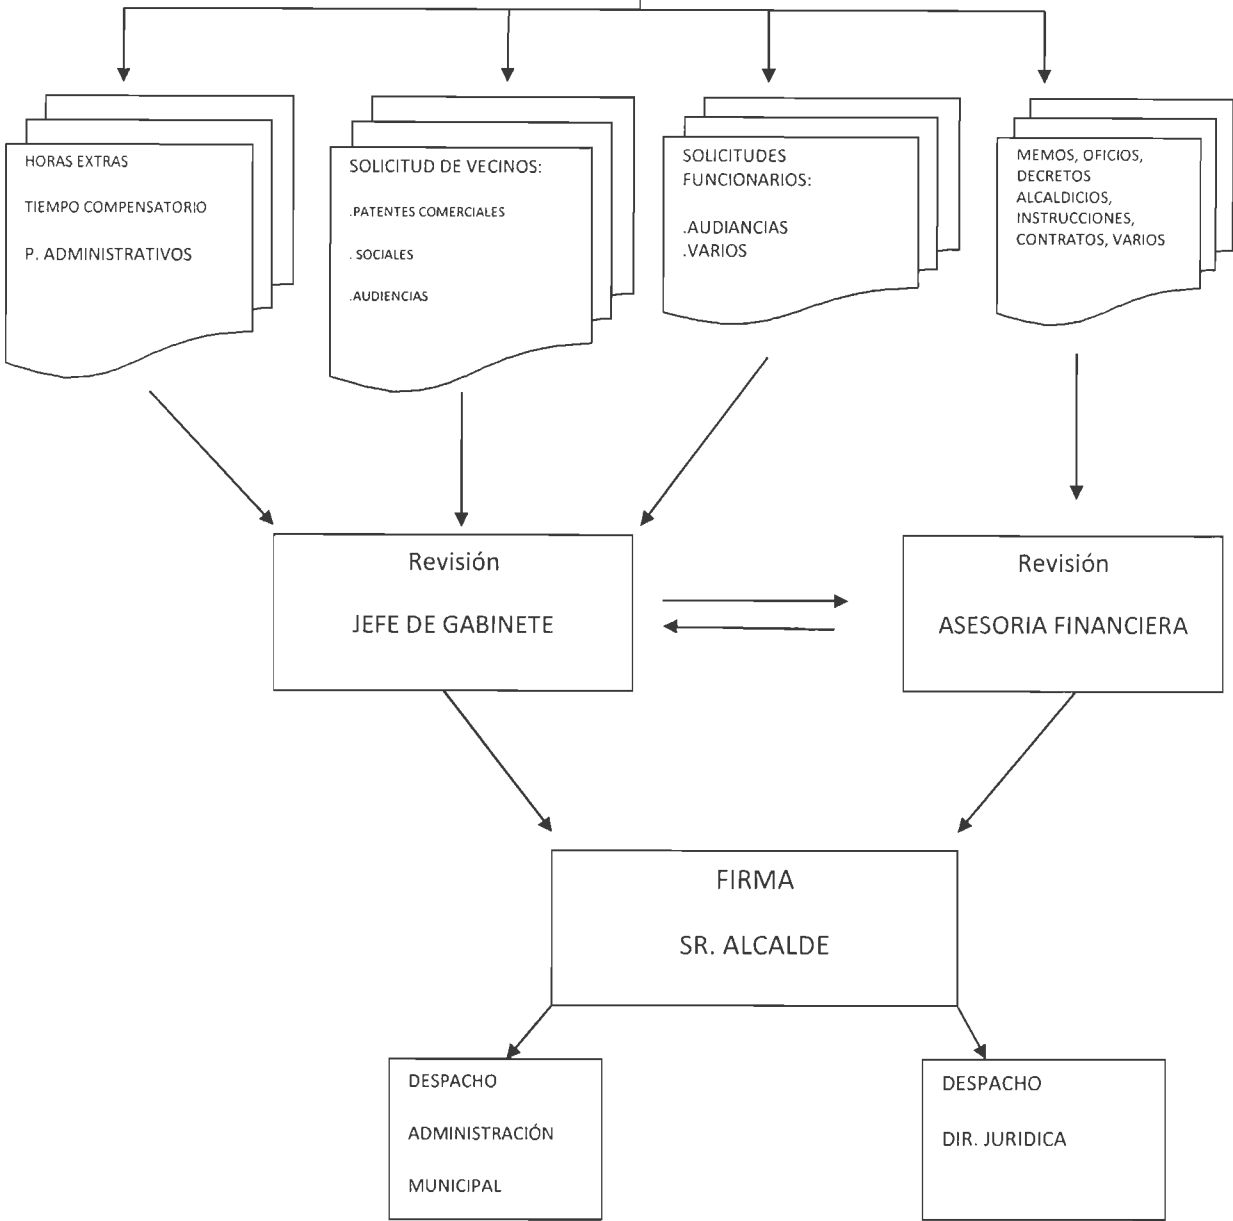 HORAS EXTRAS
TIEMPO COMPENSATORIO
P. ADMINISTRATIVOS
SOLICITUD DE VECINOS:
.PATENTES COMERCIALES
. SOCIALES
.AUDIENCIAS
SOLICITUDES
FUNCIONARIOS:
.AUDIANCIAS
.VARIOS
MEMOS, OFICIOS,
DECRETOS
ALCALDICIOS,
INSTRUCCIONES,
CONTRATOS, VARIOS
Revisión
JEFE DE GABINETE
Revisión
ASESORIA FINANCIERA
FIRMA
SR. ALCALDE
DESPACHO
ADMINISTRACIÓN
MUNICIPAL
DESPACHO
DIR. JURIDICA